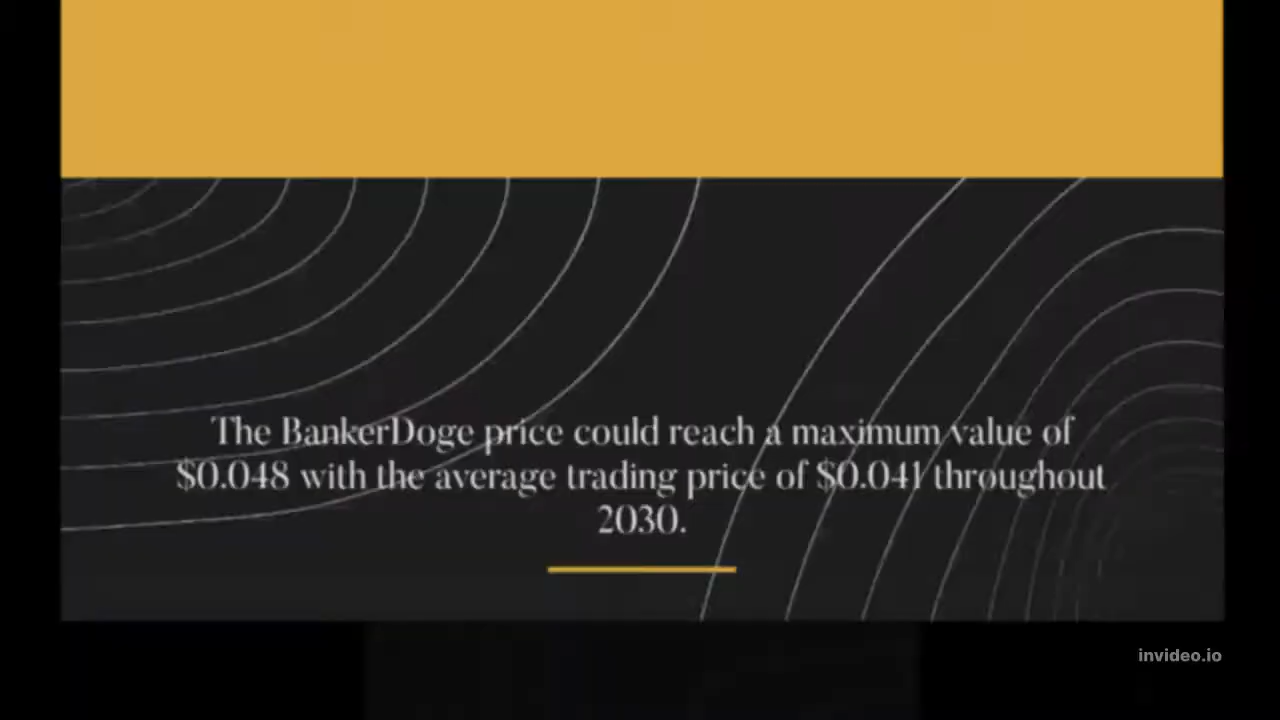 The BankerDoge price could reach a maximum value of
$0.048 with the average trading price of $0.041 throughout
2030.
invideo.io